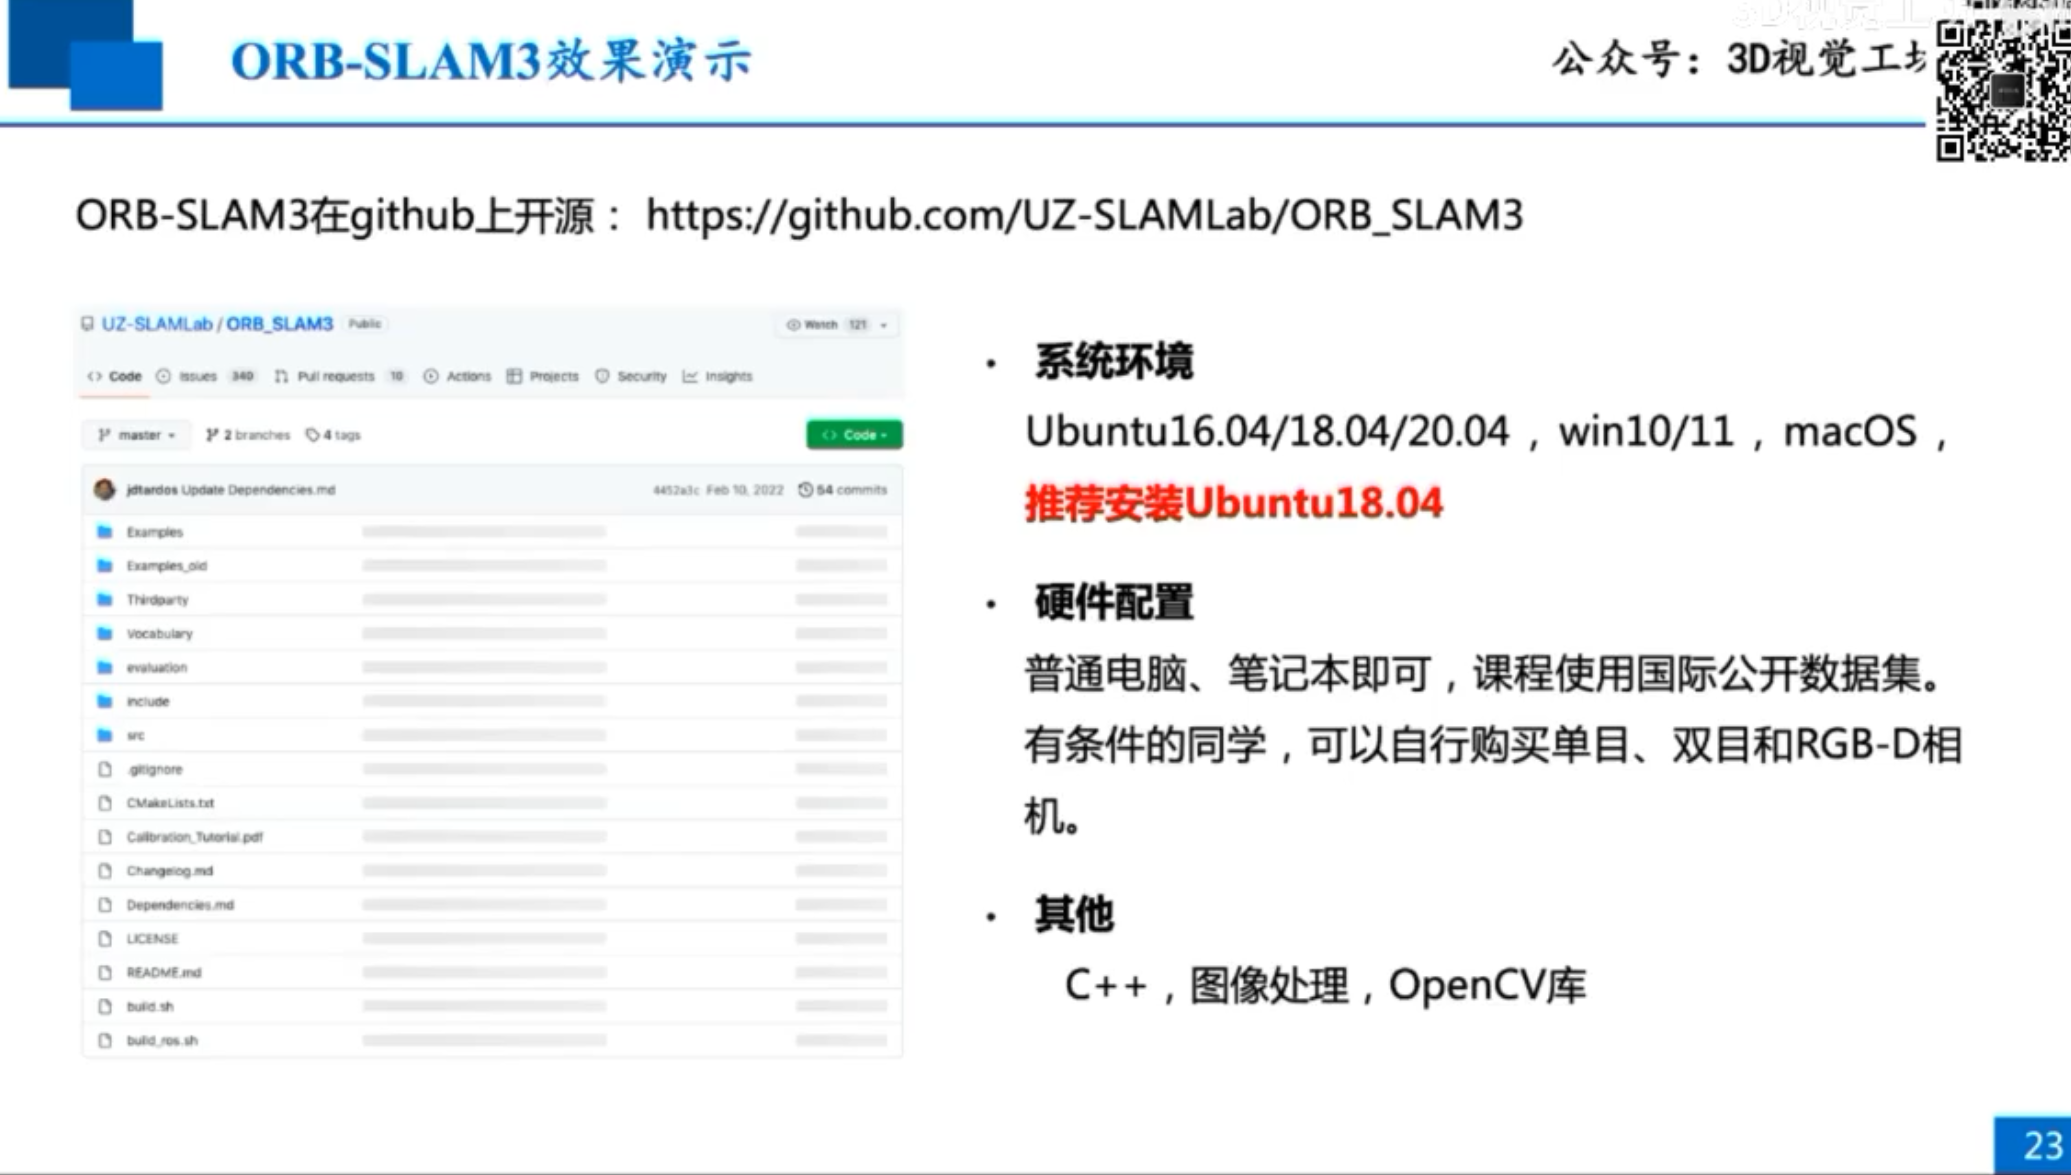 ORB-SLAM3效果演示
公众号：3D视觉工
ORB-SLAM3在github上开源： https://github.com/UZ-SLAMLab/ORB_SLAM3
UZ-SLAMLab / ORB_SLAM3 Public
Watch 121
Code Issues 340 Pull requests 10 Actions Projects Security Insights
master 2 branches 4 tags
Code
jdtardos Update Dependencies.md 4452a3c Feb 10, 2022 54 commits
Examples
Examples_old
Thirdparty
Vocabulary
evaluation
include
src
.gitignore
CMakeLists.txt
Calibration_Tutorial.pdf
Changelog.md
Dependencies.md
LICENSE
README.md
build.sh
build_ros.sh
• 系统环境
Ubuntu16.04/18.04/20.04，win10/11，macOS，
推荐安装Ubuntu18.04
• 硬件配置
普通电脑、笔记本即可，课程使用国际公开数据集。
有条件的同学，可以自行购买单目、双目和RGB-D相
机。
• 其他
C++，图像处理，OpenCV库
23